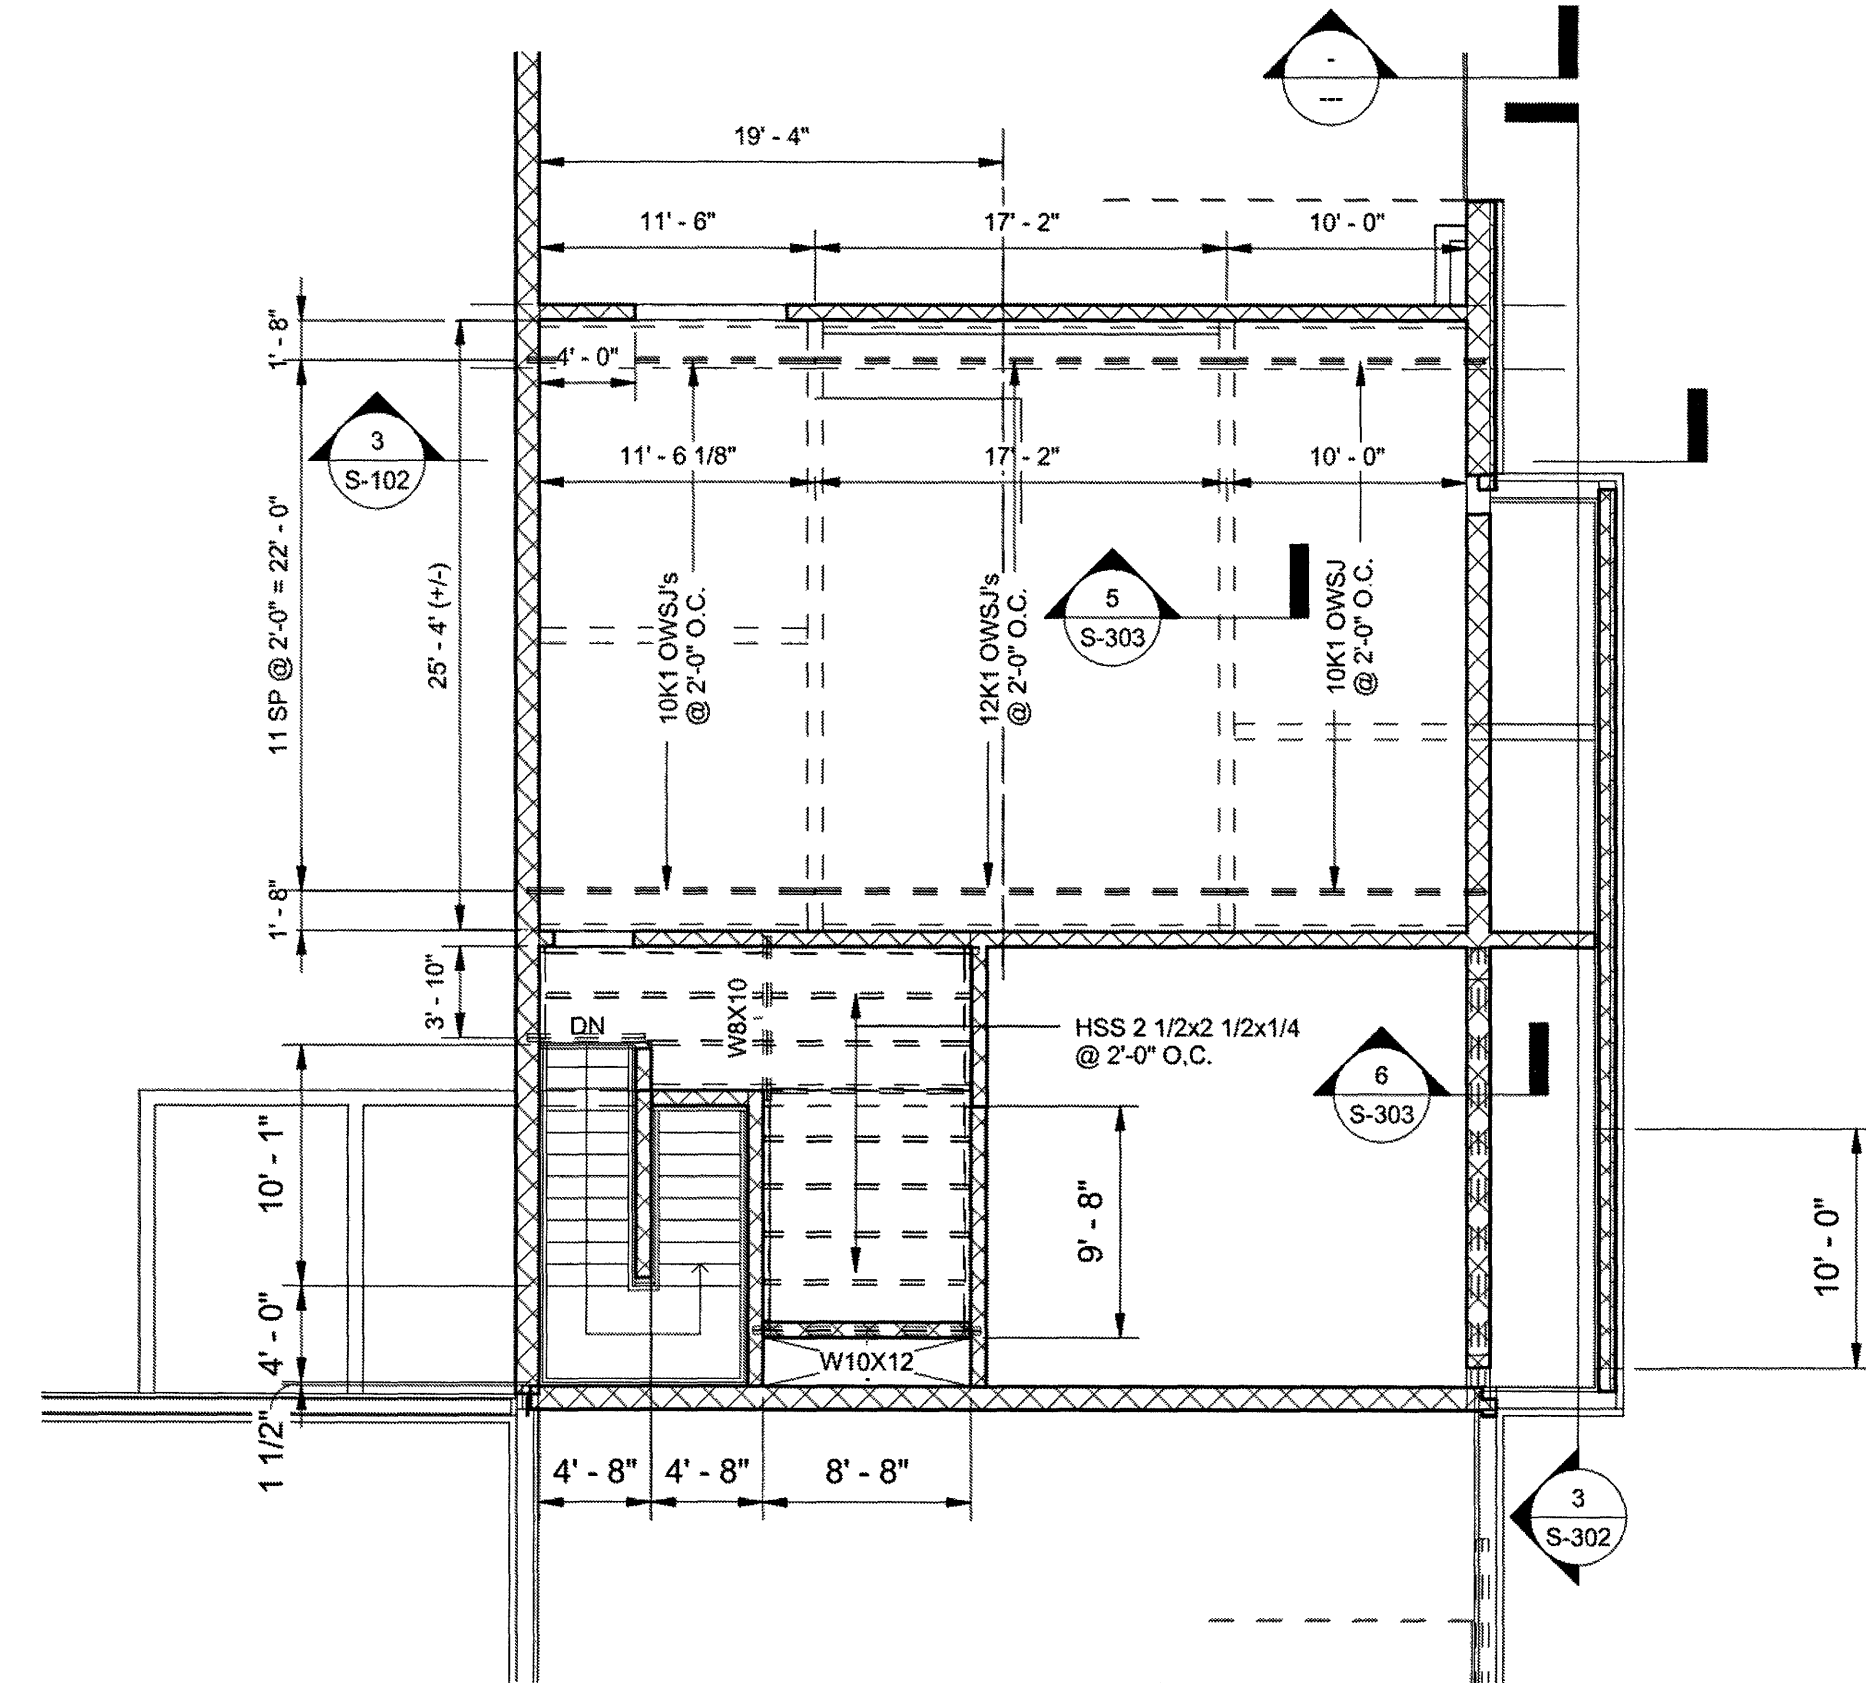 -
---
19' - 4"
11' - 6"
17' - 2"
10' - 0"
1' - 8"
4' - 0"
3
S-102
11' - 6 1/8"
17' - 2"
10' - 0"
11 SP @ 2'-0" = 22' - 0"
25' - 4' (+/-)
10K1 OWSJ's
@ 2'-0" O.C.
12K1 OWSJ's
@ 2'-0" O.C.
5
S-303
10K1 OWSJ
@ 2'-0" O.C.
1' - 8"
3' - 10"
DN
W8X10
HSS 2 1/2x2 1/2x1/4
@ 2'-0" O,C.
6
S-303
10' - 1"
9' - 8"
10' - 0"
4' - 0"
W10X12
1 1/2"
4' - 8"
4' - 8"
8' - 8"
3
S-302